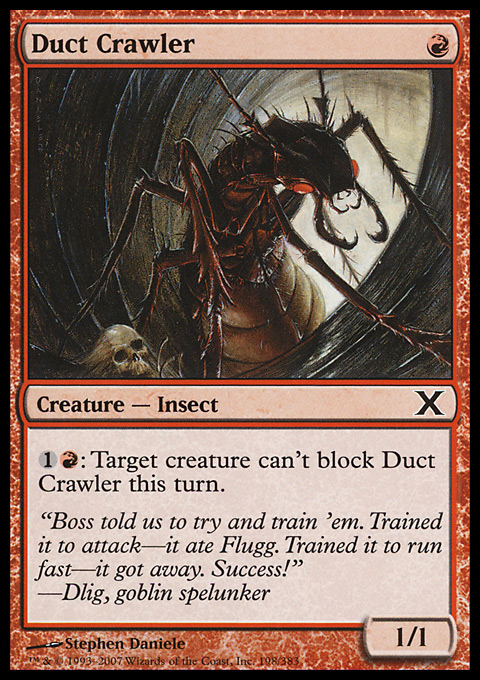 Duct Crawler
Creature — Insect
X
1 : Target creature can't block Duct
Crawler this turn.
“Boss told us to try and train ’em. Trained
it to attack—it ate Flugg. Trained it to run
fast—it got away. Success!”
—Dlig, goblin spelunker
1/1
Stephen Daniele
™ & © 1993–2007 Wizards of the Coast, Inc. 198/383